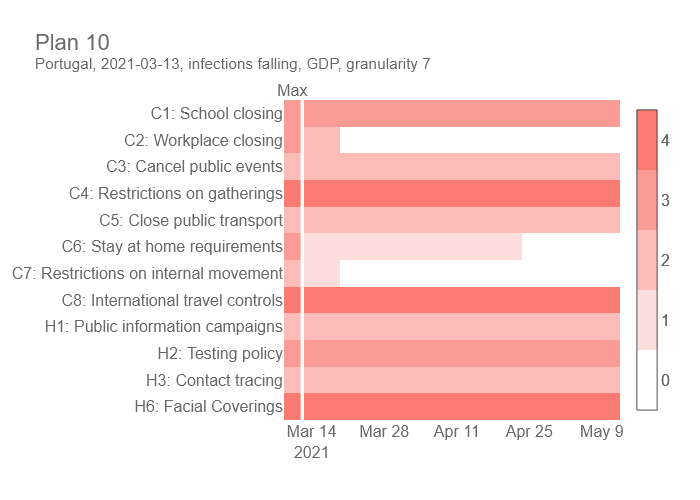 Plan 10
Portugal, 2021-03-13, infections falling, GDP, granularity 7
Max
C1: School closing
C2: Workplace closing
C3: Cancel public events
C4: Restrictions on gatherings
C5: Close public transport
C6: Stay at home requirements
C7: Restrictions on internal movement
C8: International travel controls
H1: Public information campaigns
H2: Testing policy
H3: Contact tracing
H6: Facial Coverings
Mar 14 Mar 28 Apr 11 Apr 25 May 9
2021
4
3
2
1
0